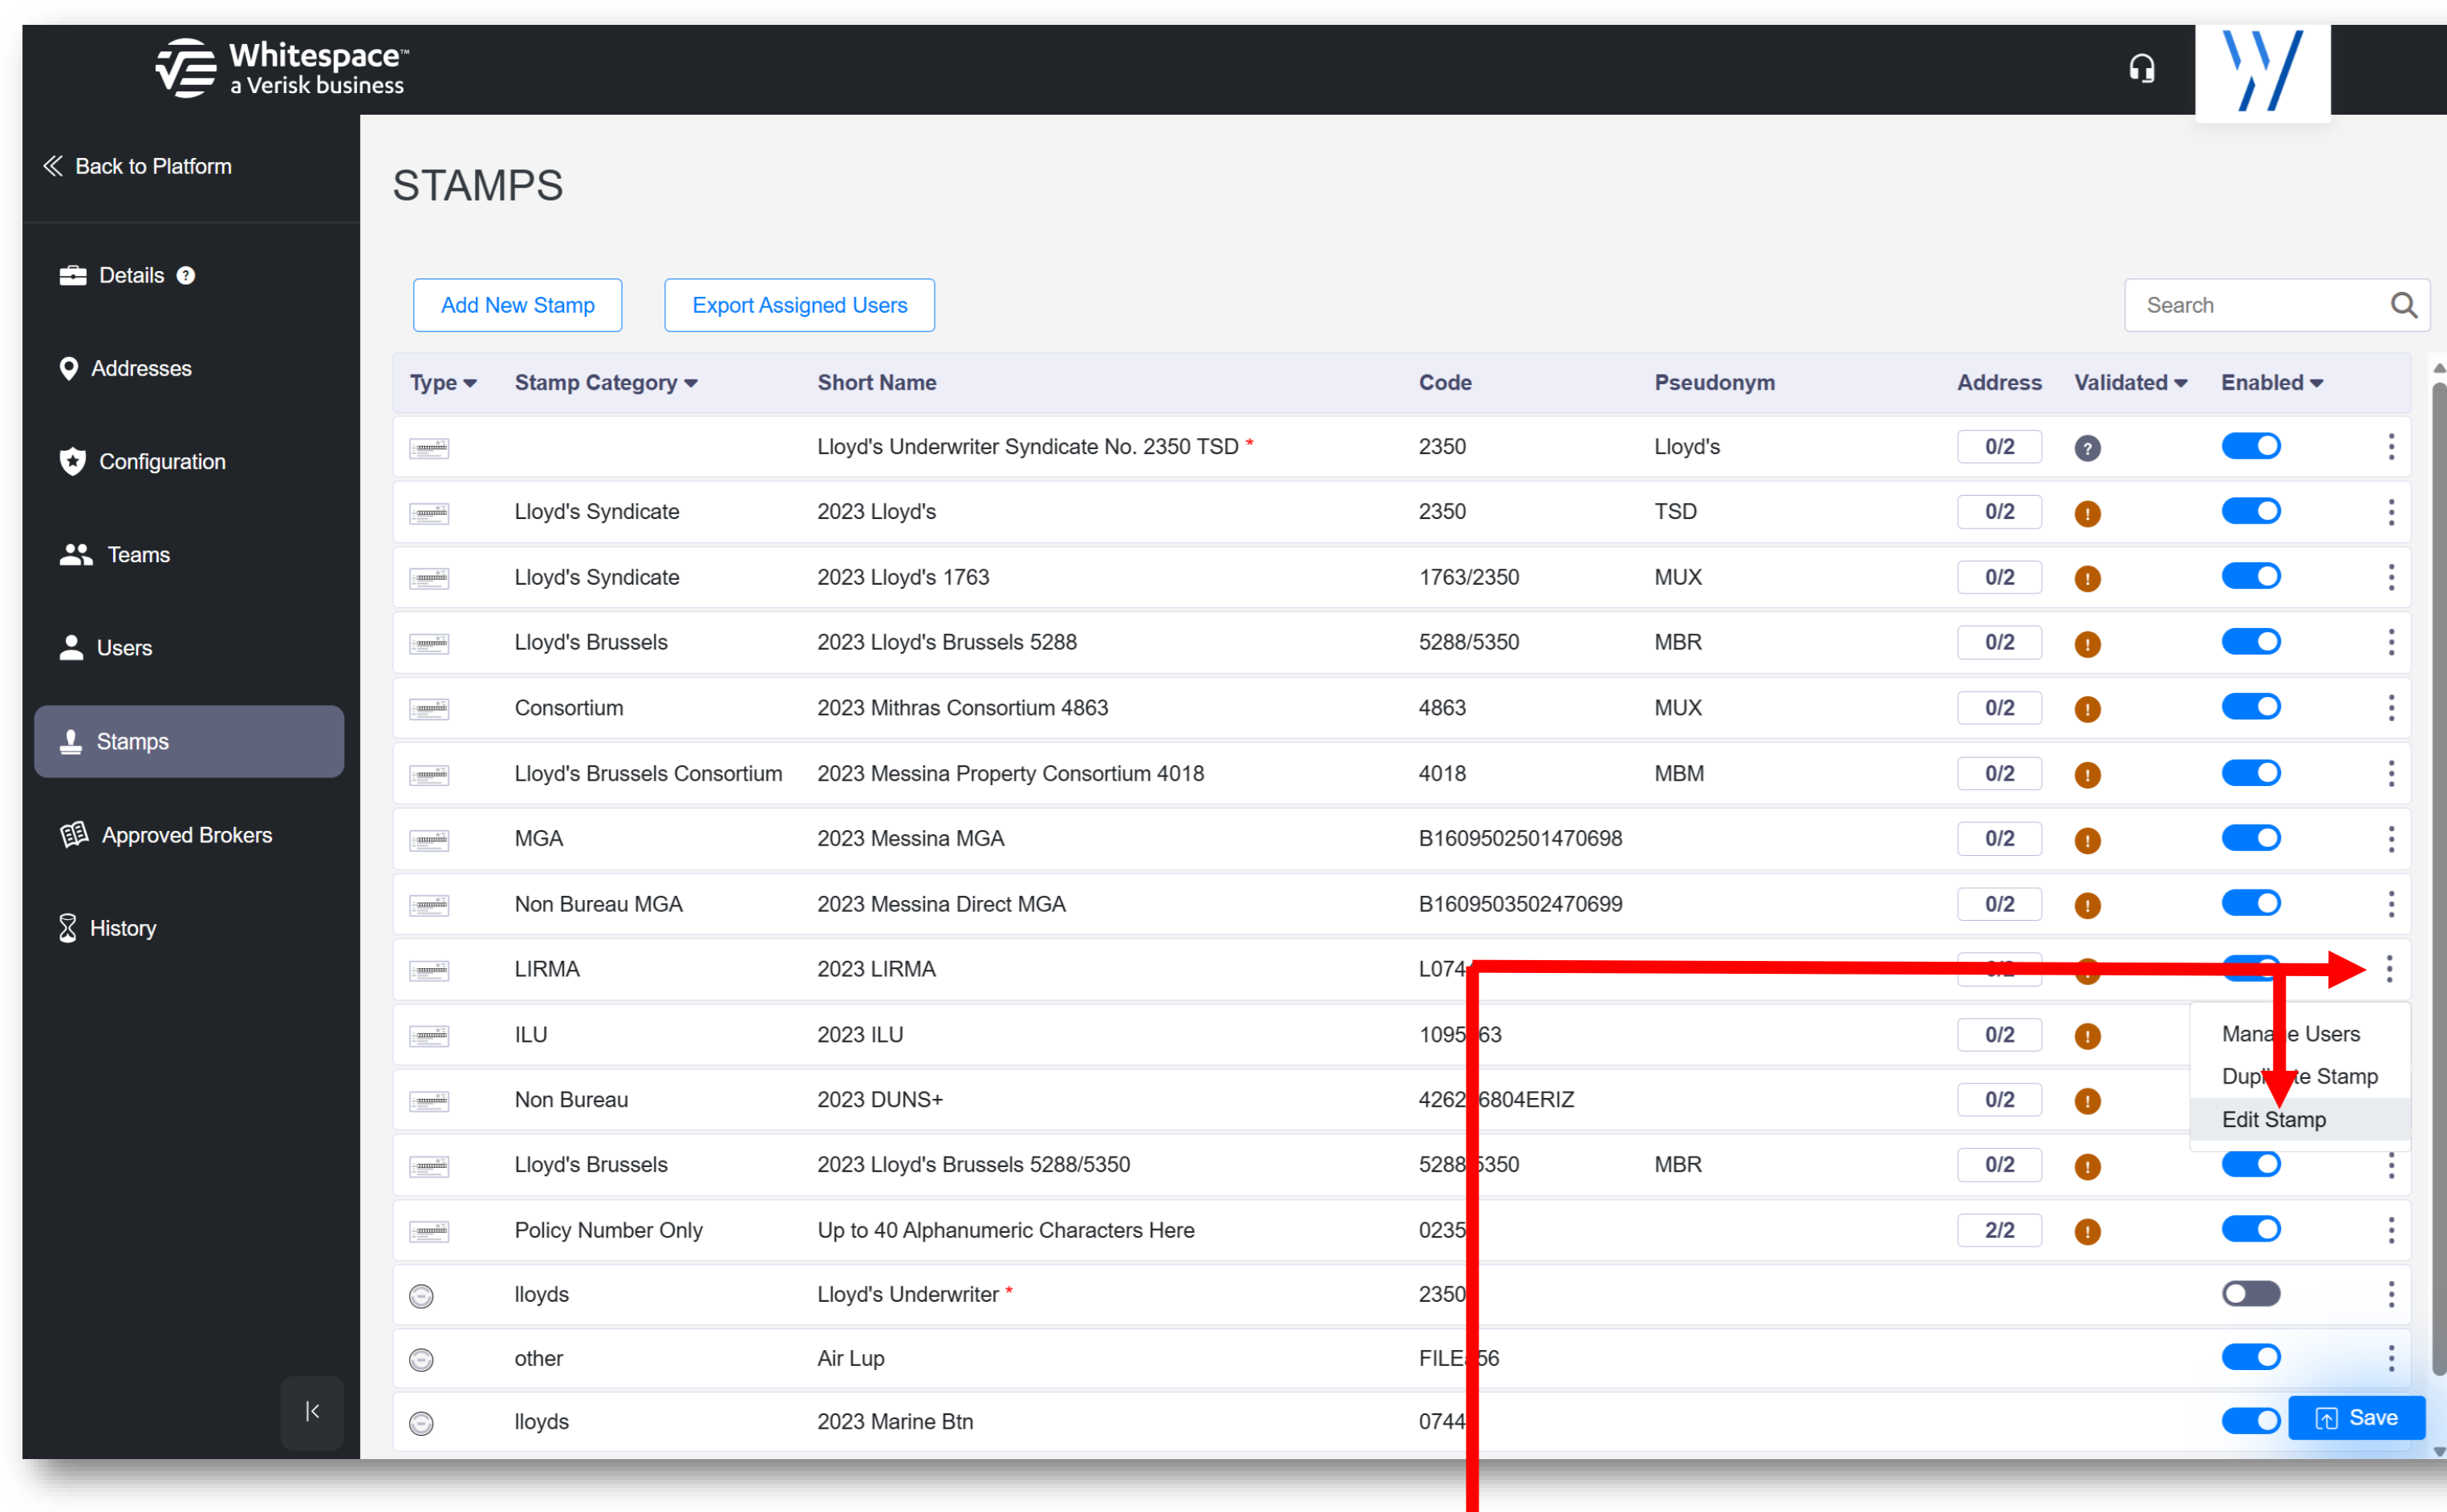 Whitespace™
a Verisk business
Back to Platform
STAMPS
Details ?
Addresses
Configuration
Teams
Users
Stamps
Approved Brokers
History
Add New Stamp Export Assigned Users Search
Type Stamp Category Short Name Code Pseudonym Address Validated Enabled
Lloyd's Underwriter Syndicate No. 2350 TSD * 2350 Lloyd's 0/2 ?
Lloyd's Syndicate 2023 Lloyd's 2350 TSD 0/2 !
Lloyd's Syndicate 2023 Lloyd's 1763 1763/2350 MUX 0/2 !
Lloyd's Brussels 2023 Lloyd's Brussels 5288 5288/5350 MBR 0/2 !
Consortium 2023 Mithras Consortium 4863 4863 MUX 0/2 !
Lloyd's Brussels Consortium 2023 Messina Property Consortium 4018 4018 MBM 0/2 !
MGA 2023 Messina MGA B1609502501470698 0/2 !
Non Bureau MGA 2023 Messina Direct MGA B1609503502470699 0/2 !
LIRMA 2023 LIRMA
ILU 2023 ILU 0/2 !
Manage Users
Non Bureau 2023 DUNS+ 0/2 !
Duplicate Stamp
Edit Stamp
Lloyd's Brussels 2023 Lloyd's Brussels 5288/5350 5288/5350 MBR 0/2 !
Policy Number Only Up to 40 Alphanumeric Characters Here 0235 2/2 !
lloyds Lloyd's Underwriter * 2350
other Air Lup
lloyds 2023 Marine Btn 0744
Save